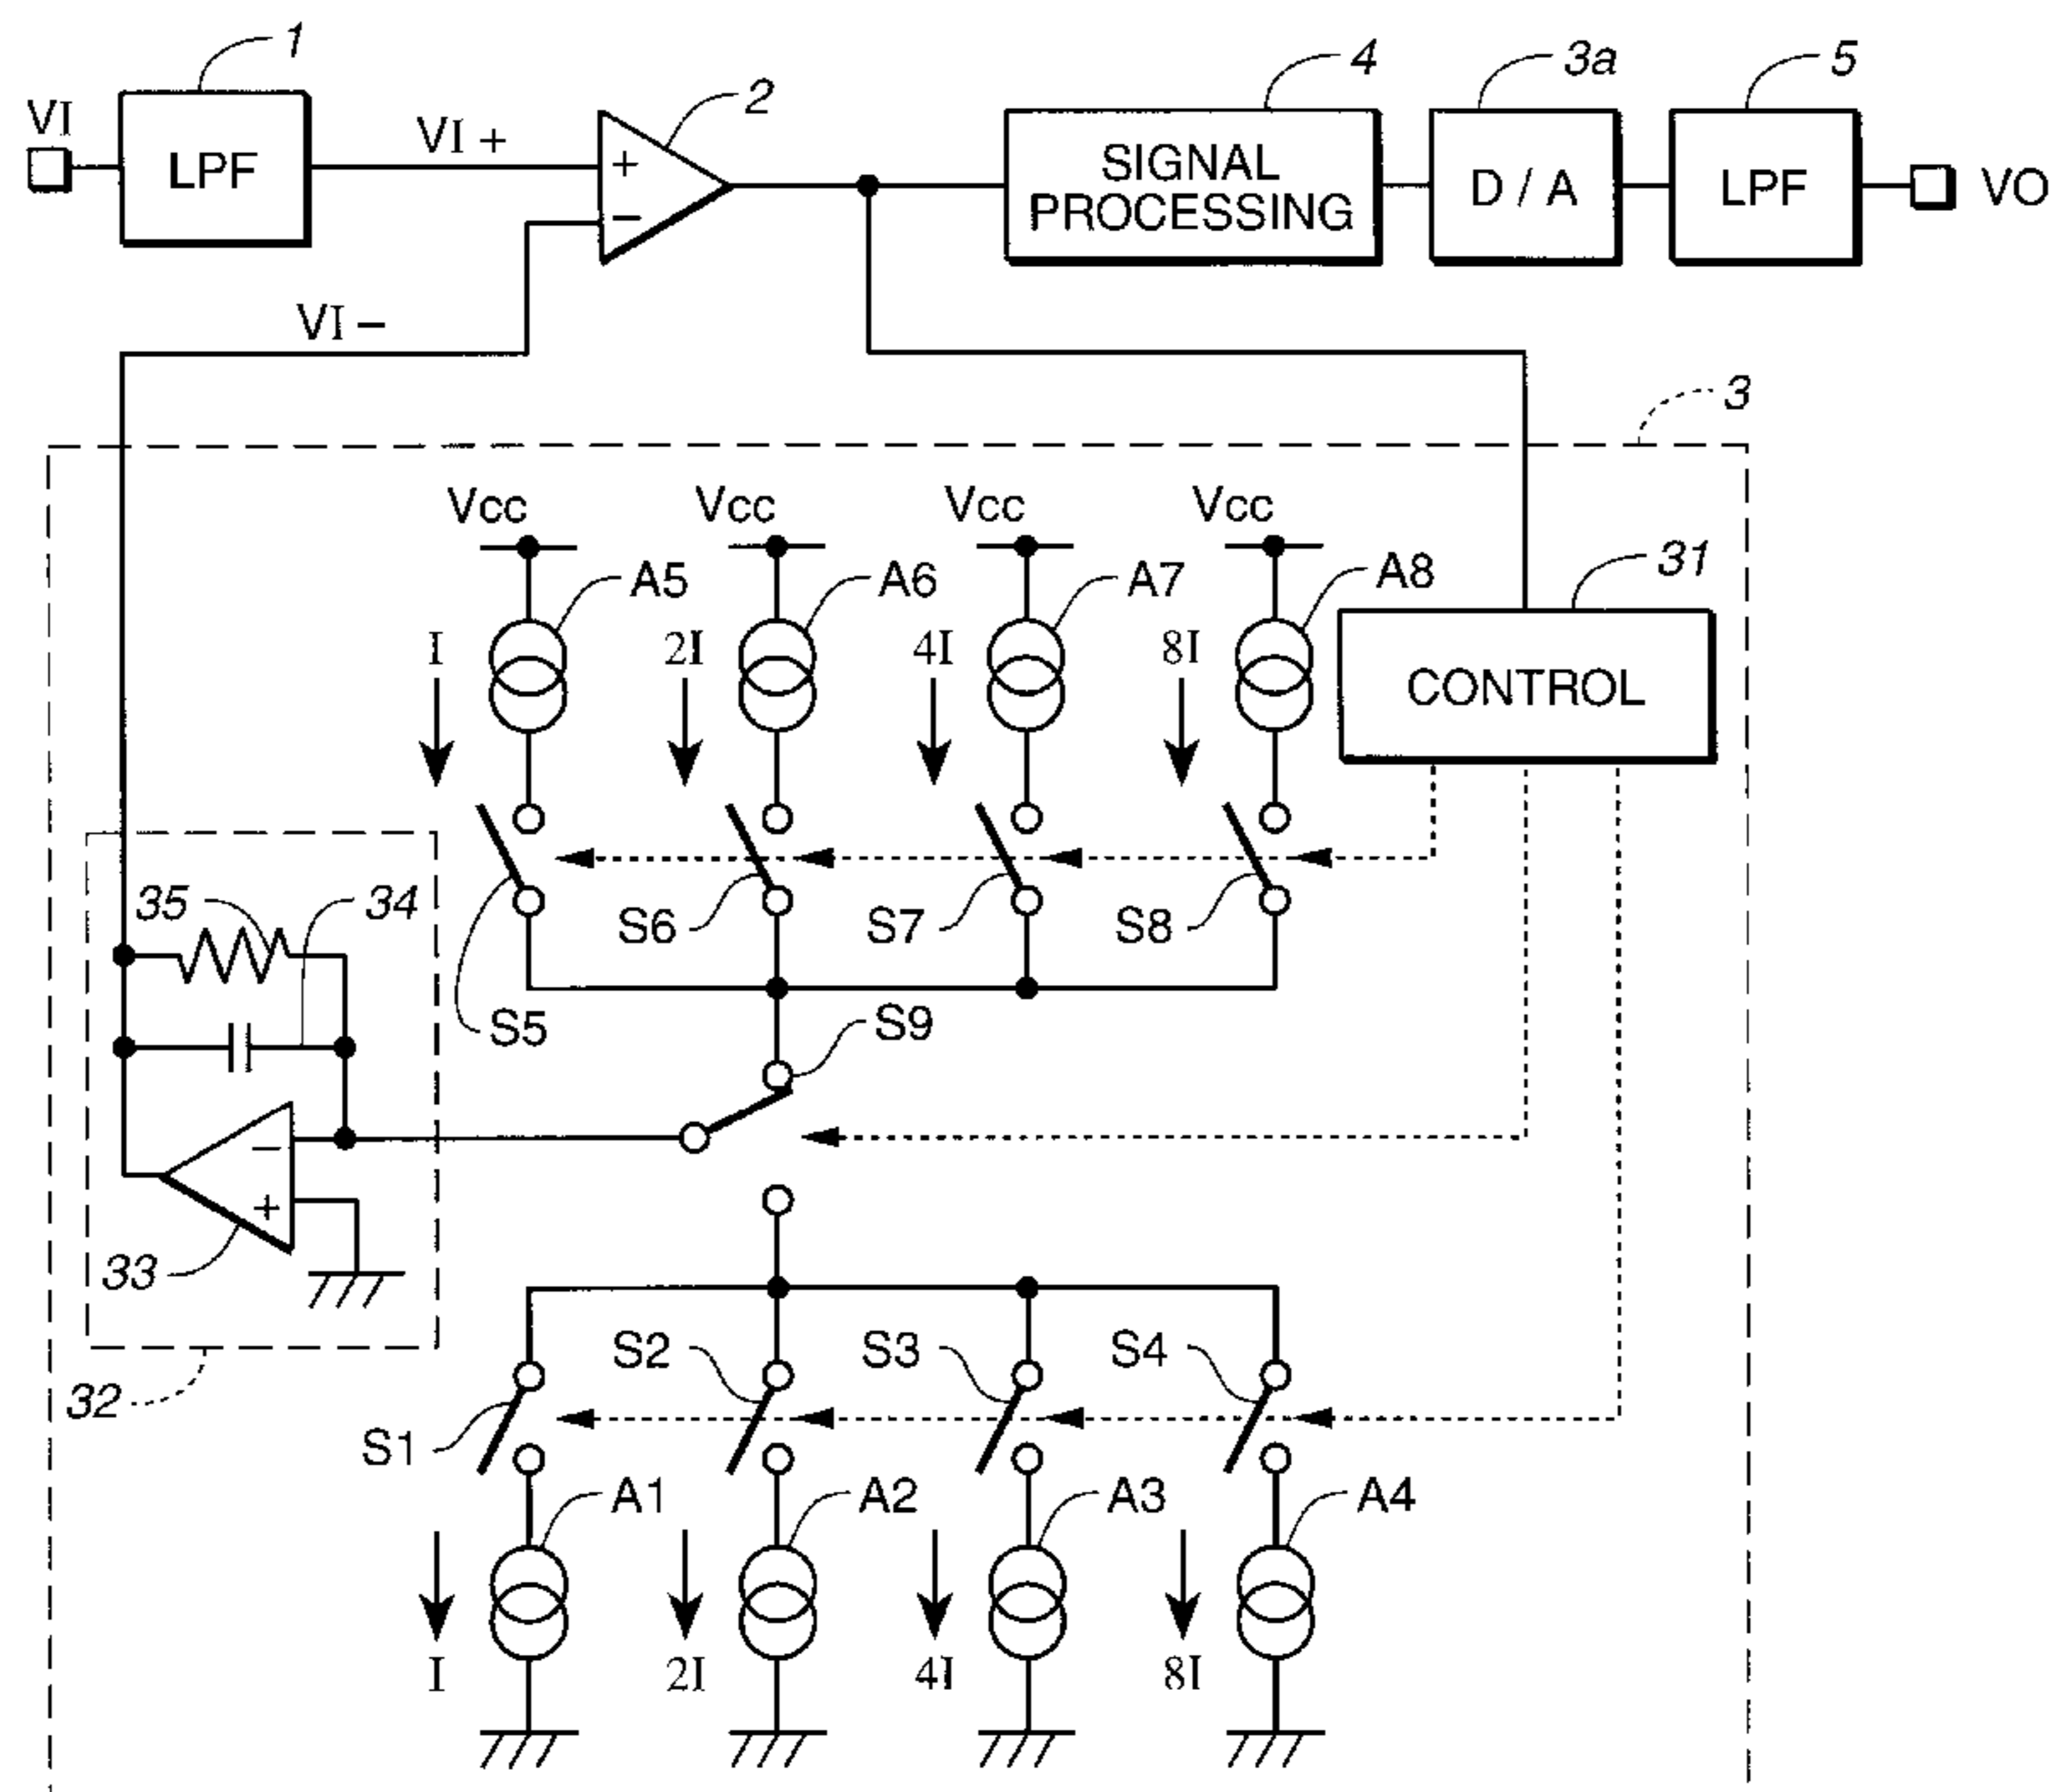 1
2
4
3a
5
VI
LPF
VI +
+
−
SIGNAL
PROCESSING
D / A
LPF
VO
VI −
3
Vcc
Vcc
Vcc
Vcc
A5
A6
A7
A8
31
I
2I
4I
8I
CONTROL
35
34
S6
S7
S8
S5
S9
−
+
33
32
S1
S2
S3
S4
A1
A2
A3
A4
I
2I
4I
8I